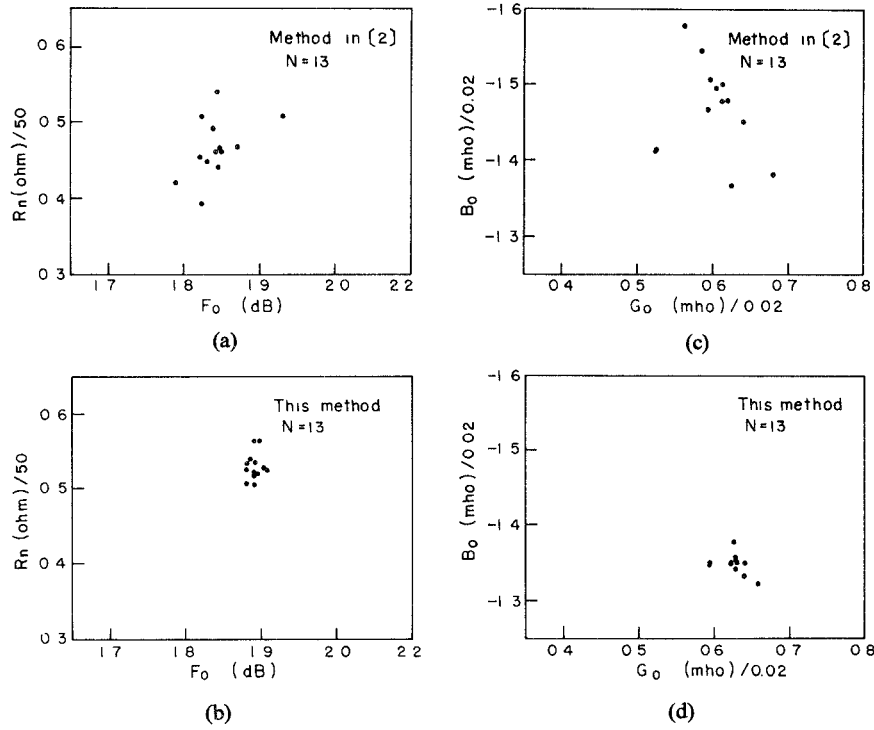 0 6
0 5
0 4
0 3
Rn (ohm)/50
Method in [2]
N=13
1 7
1 8
1 9
2 0
2 2
F₀ (dB)
(a)
-1 6
-1 5
-1 4
-1 3
B₀ (mho)/0.02
Method in [2]
N=13
0 4
0 5
0 6
0 7
0 8
G₀ (mho)/0 02
(c)
0 6
0 5
0 4
0 3
Rn (ohm)/50
This method
N=13
1 7
1 8
1 9
2 0
2 2
F₀ (dB)
(b)
-1 6
-1 5
-1 4
-1 3
B₀ (mho)/0.02
This method
N=13
0 4
0 5
0 6
0 7
0 8
G₀ (mho)/0.02
(d)